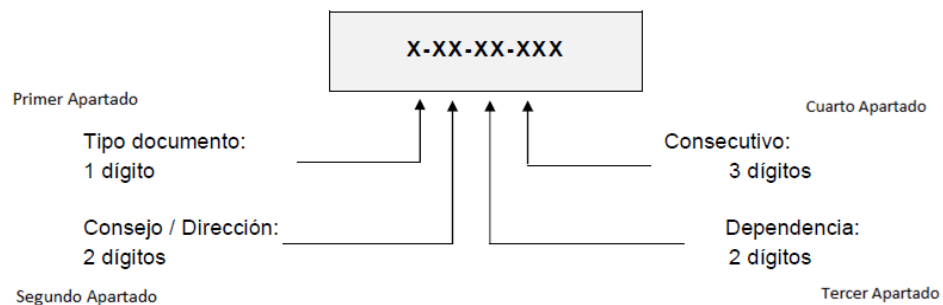 X-XX-XX-XXX
Primer Apartado
Cuarto Apartado
Tipo documento:
1 dígito
Consecutivo:
3 dígitos
Consejo / Dirección:
2 dígitos
Dependencia:
2 dígitos
Segundo Apartado
Tercer Apartado